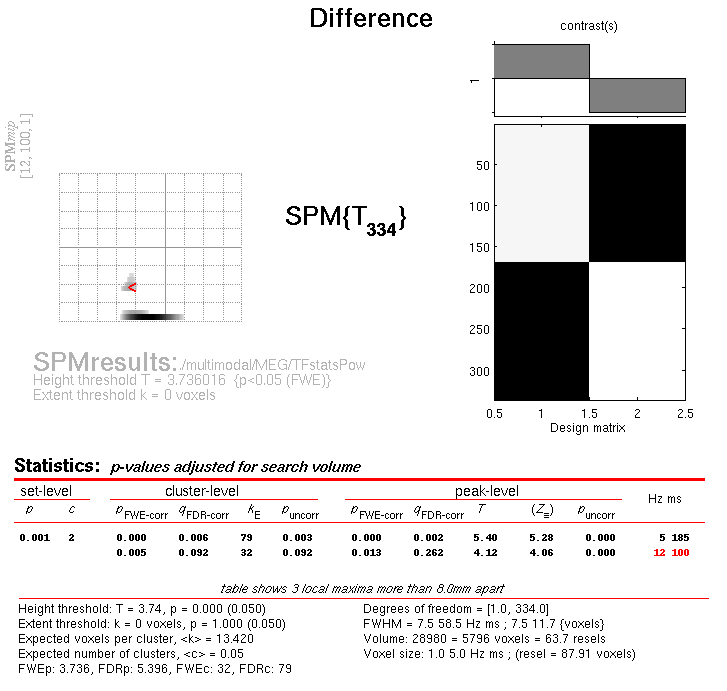 Difference
contrast(s)
1
SPMmip
[12, 100, 1]
<
SPM{T334}
50
100
150
200
250
300
0.5 1 1.5 2 2.5
Design matrix
SPMresults: ./multimodal/MEG/TFstatsPow
Height threshold T = 3.736016 {p<0.05 (FWE)}
Extent threshold k = 0 voxels
Statistics: p-values adjusted for search volume
set-level cluster-level peak-level Hz ms
p c pFWE-corr qFDR-corr kE puncorr pFWE-corr qFDR-corr T (Z≡) puncorr
0.001 2 0.000 0.006 79 0.003 0.000 0.002 5.40 5.28 0.000 5 185
0.005 0.092 32 0.092 0.013 0.262 4.12 4.06 0.000 12 100
table shows 3 local maxima more than 8.0mm apart
Height threshold: T = 3.74, p = 0.000 (0.050)
Extent threshold: k = 0 voxels, p = 1.000 (0.050)
Expected voxels per cluster, <k> = 13.420
Expected number of clusters, <c> = 0.05
FWEp: 3.736, FDRp: 5.396, FWEc: 32, FDRc: 79
Degrees of freedom = [1.0, 334.0]
FWHM = 7.5 58.5 Hz ms ; 7.5 11.7 {voxels}
Volume: 28980 = 5796 voxels = 63.7 resels
Voxel size: 1.0 5.0 Hz ms ; (resel = 87.91 voxels)